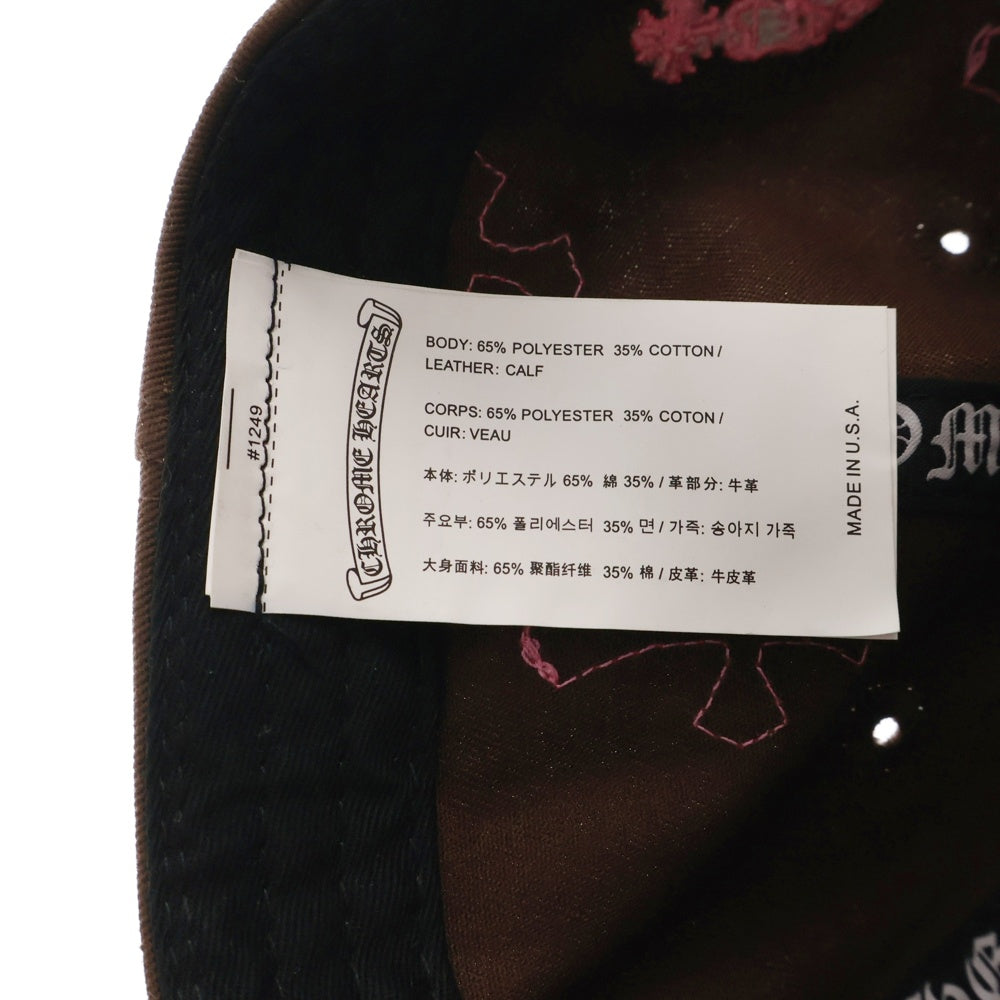 CHROME HEARTS
#1249
BODY: 65% POLYESTER 35% COTTON /
LEATHER: CALF
CORPS: 65% POLYESTER 35% COTON /
CUIR: VEAU
本体: ポリエステル 65% 綿 35% / 革部分: 牛革
주요부: 65% 폴리에스터 35% 면 / 가죽: 송아지 가죽
大身面料: 65% 聚酯纤维 35% 棉 / 皮革: 牛皮革
MADE IN U.S.A.